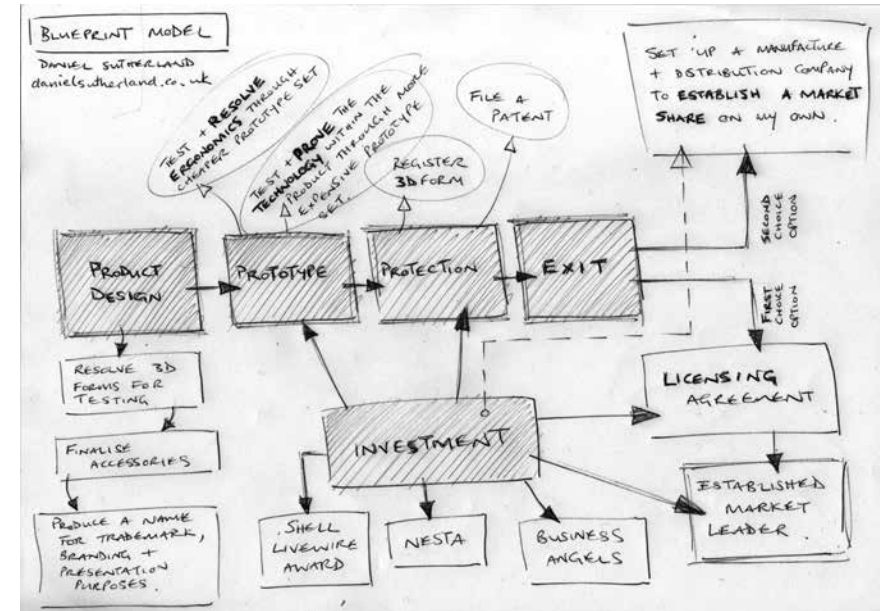 BLUEPRINT MODEL
DANIEL SUTHERLAND
danielsutherland.co.uk
TEST + RESOLVE
ERGONOMICS THROUGH
CHEAPER PROTOTYPE SET
TEST + PROVE THE
TECHNOLOGY WITHIN THE
PRODUCT THROUGH MORE
EXPENSIVE PROTOTYPE
SET.
REGISTER
3D FORM
FILE A
PATENT
SET UP A MANUFACTURE
+ DISTRIBUTION COMPANY
TO ESTABLISH A MARKET
SHARE ON MY OWN.
PRODUCT
DESIGN
PROTOTYPE
PROTECTION
EXIT
SECOND
CHOICE
OPTION
FIRST
CHOICE
OPTION
RESOLVE 3D
FORMS FOR
TESTING
FINALISE
ACCESSORIES
PRODUCE A NAME
FOR TRADEMARK,
BRANDING +
PRESENTATION
PURPOSES.
INVESTMENT
LICENSING
AGREEMENT
SHELL
LIVEWIRE
AWARD
NESTA
BUSINESS
ANGELS
ESTABLISHED
MARKET
LEADER